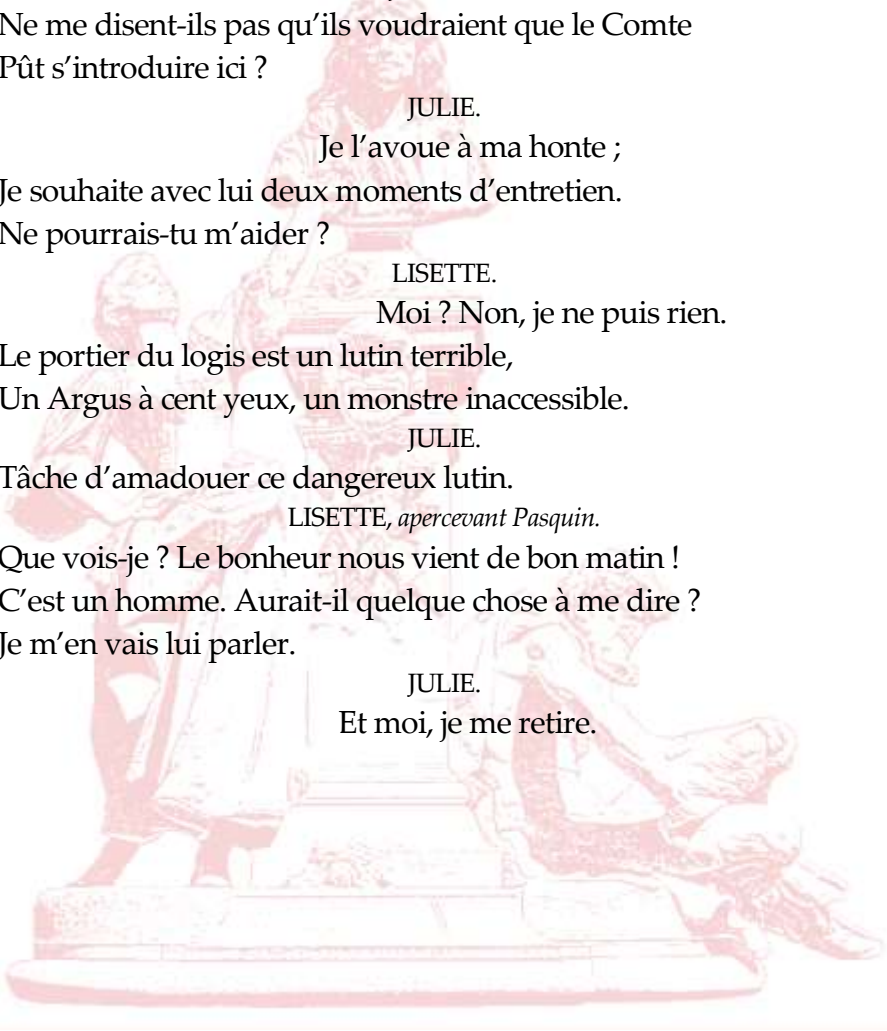 Ne me disent-ils pas qu’ils voudraient que le Comte
Pût s’introduire ici ?
JULIE.
Je l’avoue à ma honte ;
Je souhaite avec lui deux moments d’entretien.
Ne pourrais-tu m’aider ?
LISETTE.
Moi ? Non, je ne puis rien.
Le portier du logis est un lutin terrible,
Un Argus à cent yeux, un monstre inaccessible.
JULIE.
Tâche d’amadouer ce dangereux lutin.
LISETTE, apercevant Pasquin.
Que vois-je ? Le bonheur nous vient de bon matin !
C’est un homme. Aurait-il quelque chose à me dire ?
Je m’en vais lui parler.
JULIE.
Et moi, je me retire.